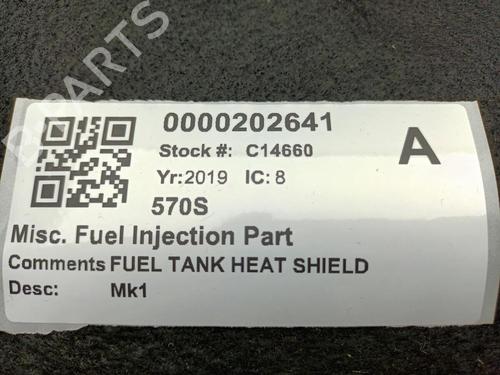 0000202641
A
Stock #: C14660
Yr:2019 IC: 8
570S
Misc. Fuel Injection Part
Comments FUEL TANK HEAT SHIELD
Desc: Mk1